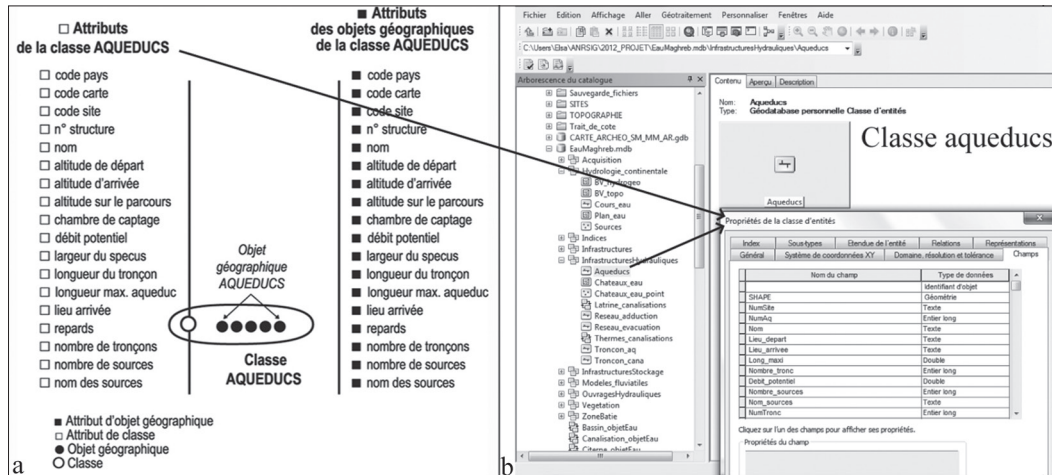 □ Attributs
de la classe AQUEDUCS
□ code pays
□ code carte
□ code site
□ n° structure
□ nom
□ altitude de départ
□ altitude d'arrivée
□ altitude sur le parcours
□ chambre de captage
□ débit potentiel
□ largeur du specus
□ longueur du tronçon
□ longueur max. aqueduc
□ lieu arrivée
□ repards
□ nombre de tronçons
□ nombre de sources
□ nom des sources
■ Attributs
des objets géographiques
de la classe AQUEDUCS
■ code pays
■ code carte
■ code site
■ n° structure
■ nom
■ altitude de départ
■ altitude d'arrivée
■ altitude sur le parcours
■ chambre de captage
■ débit potentiel
■ largeur du specus
■ longueur du tronçon
■ longueur max. aqueduc
■ lieu arrivée
■ repards
■ nombre de tronçons
■ nombre de sources
■ nom des sources
Objet
géographique
AQUEDUCS
Classe
AQUEDUCS
■ Attribut d'objet géographique
□ Attribut de classe
● Objet géographique
○ Classe
a
Fichier Edition Affichage Aller Géotraitement Personnaliser Fenêtres Aide
C:\Users\Elsa\ANRSIG\2012_PROJET\EauMaghreb.mdb\InfrastructuresHydrauliques\Aqueducs
Arborescence du catalogue
Sauvegarde_fichiers
SITES
TOPOGRAPHIE
Trait_de_cote
CARTE_ARCHEO_SM_MM_AR.gdb
EauMaghreb.mdb
Acquisition
Hydrologie_continentale
BV_hydrogeo
BV_topo
Cours_eau
Plan_eau
Sources
Indices
Infrastructures
InfrastructuresHydrauliques
Aqueducs
Chateaux_eau
Chateaux_eau_point
Latrine_canalisations
Reseau_adduction
Reseau_evacuation
Thermes_canalisations
Troncon_aq
Troncon_cana
InfrastructuresStockage
Modeles_fluviatiles
OuvragesHydrauliques
Vegetation
ZoneBatie
Bassin_objetEau
Canalisation_objetEau
Citerne_objetEau
b
Contenu Aperçu Description
Nom: Aqueducs
Type: Géodatabase personnelle Classe d'entités
Classe aqueducs
Aqueducs
Propriétés de la classe d'entités
Index Sous-types Etendue de l'entité Relations Représentations
Général Système de coordonnées XY Domaine, résolution et tolérance Champs
Nom du champ Type de données
Identifiant d'objet
SHAPE Géométrie
NumSite Texte
NumAq Entier long
Nom Texte
Lieu_depart Texte
Lieu_arrivee Texte
Long_maxi Double
Nombre_tronc Entier long
Debit_potentiel Double
Nombre_sources Entier long
Nom_sources Texte
NumTronc Entier long
Cliquez sur l'un des champs pour afficher ses propriétés.
Propriétés du champ